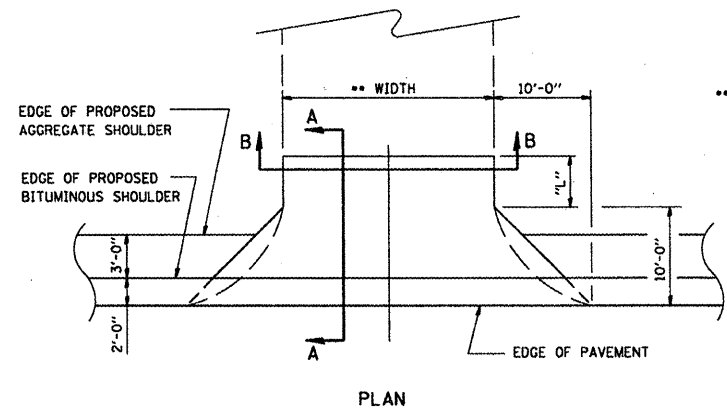 •• WIDTH
10'-0"
••
EDGE OF PROPOSED
AGGREGATE SHOULDER
A
B
B
EDGE OF PROPOSED
BITUMINOUS SHOULDER
"L"
3'-0"
10'-0"
2'-0"
A
EDGE OF PAVEMENT
PLAN